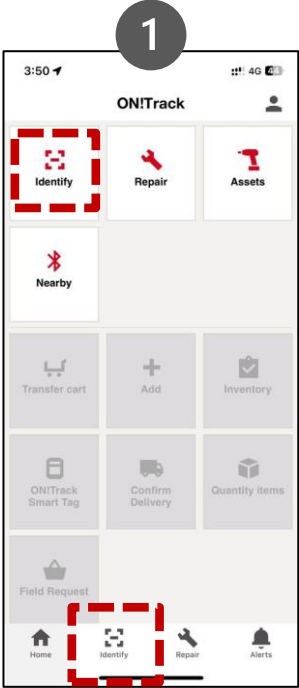 1
3:50 4G 44
ON!Track
Identify Repair Assets
Nearby
Transfer cart Add Inventory
ON!Track Confirm Quantity items
Smart Tag Delivery
Field Request
Home Identify Repair Alerts